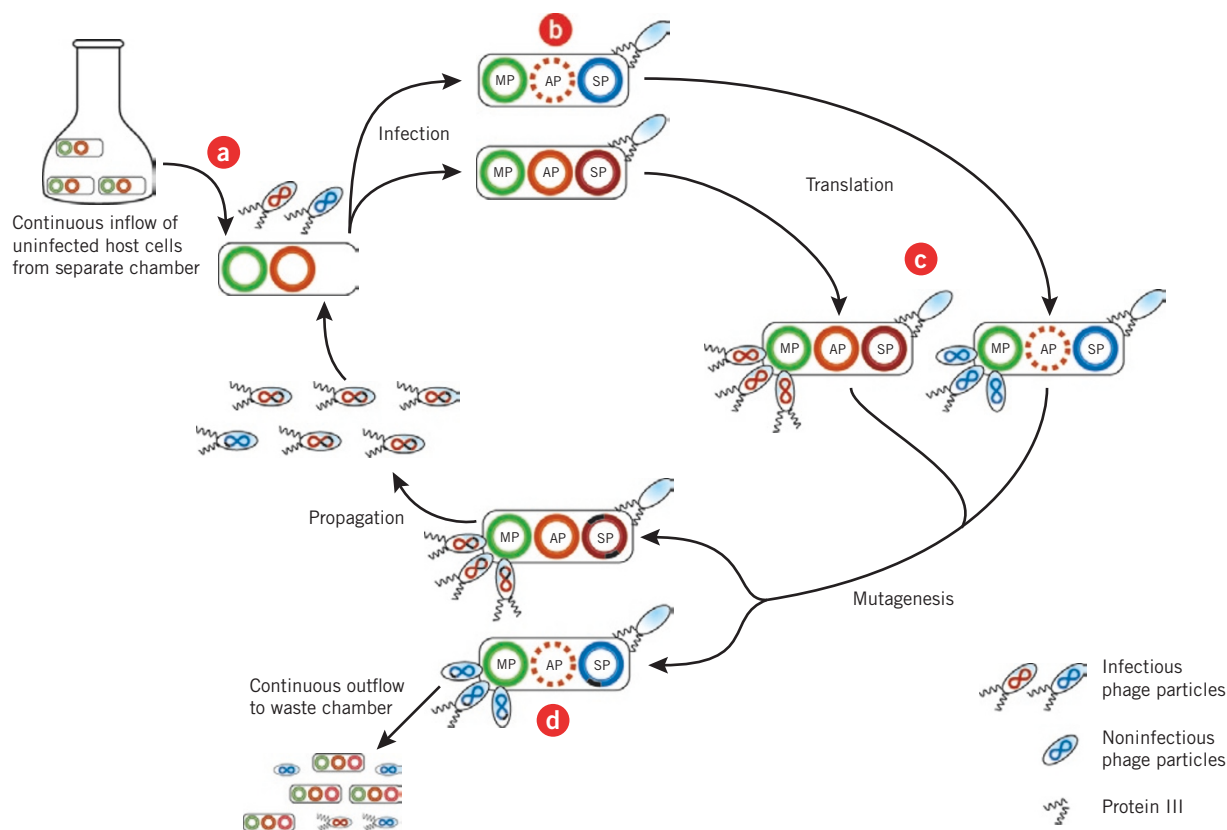 b
MP AP SP
a
Infection
MP AP SP
Translation
Continuous inflow of
uninfected host cells
from separate chamber
c
MP AP SP
MP AP SP
Propagation
MP AP SP
Mutagenesis
MP AP SP
Continuous outflow
to waste chamber
d
Infectious
phage particles
Noninfectious
phage particles
Protein III